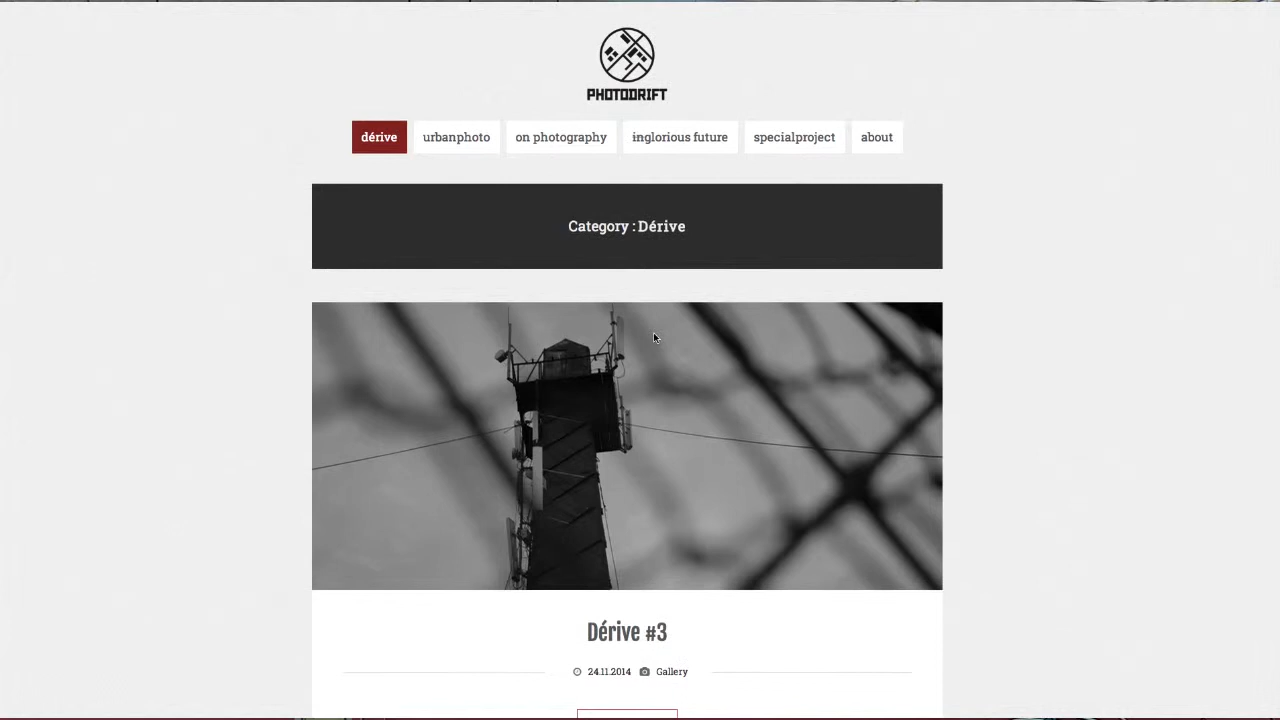 PHOTODRIFT
dérive urbanphoto on photography inglorious future specialproject about
Category : Dérive
Dérive #3
24.11.2014 Gallery